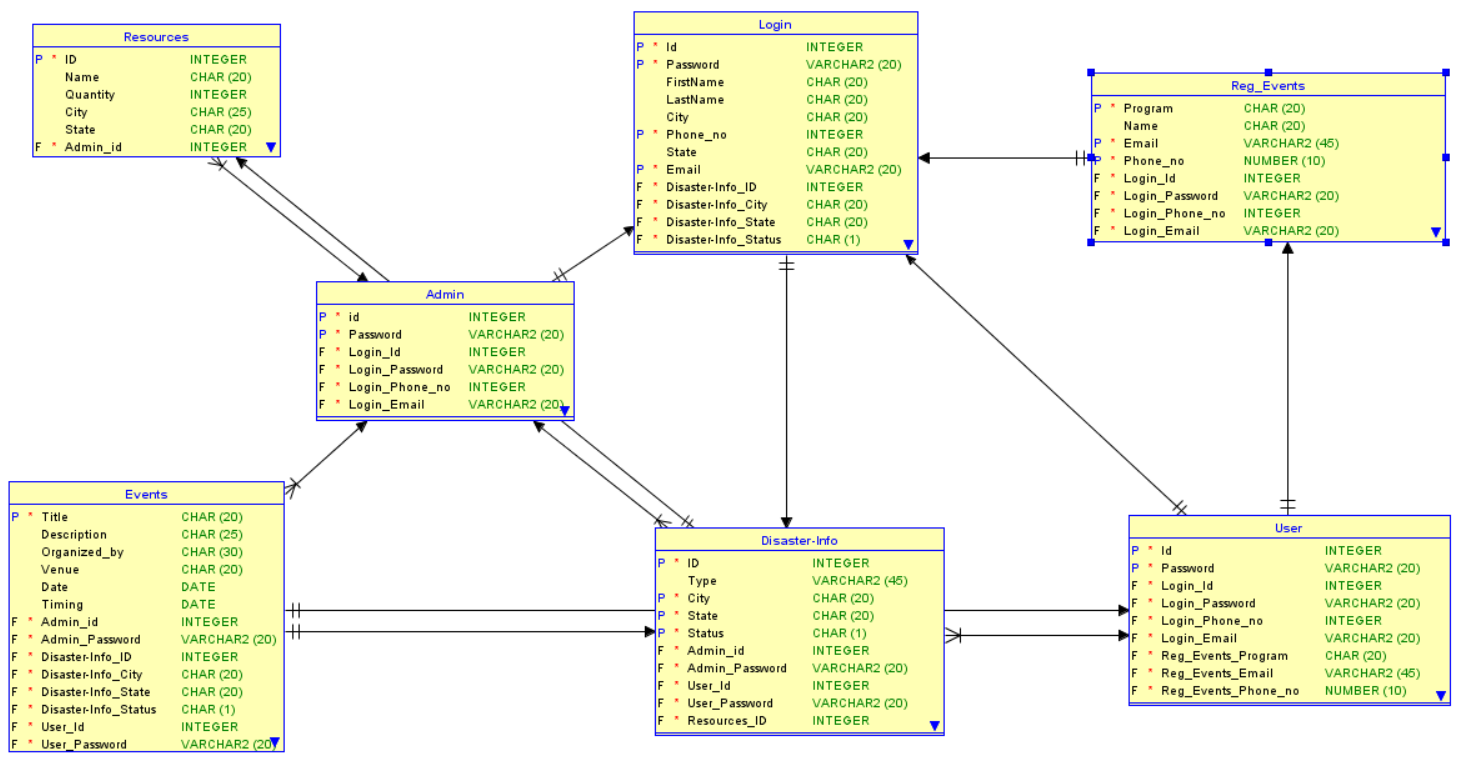 Resources
P * ID INTEGER
Name CHAR (20)
Quantity INTEGER
City CHAR (25)
State CHAR (20)
F * Admin_id INTEGER
Login
P * Id INTEGER
P * Password VARCHAR2 (20)
FirstName CHAR (20)
LastName CHAR (20)
City CHAR (20)
P * Phone_no INTEGER
State CHAR (20)
P * Email VARCHAR2 (20)
F * Disaster-Info_ID INTEGER
F * Disaster-Info_City CHAR (20)
F * Disaster-Info_State CHAR (20)
F * Disaster-Info_Status CHAR (1)
Reg_Events
P * Program CHAR (20)
Name CHAR (20)
P * Email VARCHAR2 (45)
P * Phone_no NUMBER (10)
F * Login_Id INTEGER
F * Login_Password VARCHAR2 (20)
F * Login_Phone_no INTEGER
F * Login_Email VARCHAR2 (20)
Admin
P * id INTEGER
P * Password VARCHAR2 (20)
F * Login_Id INTEGER
F * Login_Password VARCHAR2 (20)
F * Login_Phone_no INTEGER
F * Login_Email VARCHAR2 (20)
Events
P * Title CHAR (20)
Description CHAR (25)
Organized_by CHAR (30)
Venue CHAR (20)
Date DATE
Timing DATE
F * Admin_id INTEGER
F * Admin_Password VARCHAR2 (20)
F * Disaster-Info_ID INTEGER
F * Disaster-Info_City CHAR (20)
F * Disaster-Info_State CHAR (20)
F * Disaster-Info_Status CHAR (1)
F * User_Id INTEGER
F * User_Password VARCHAR2 (20)
Disaster-Info
P * ID INTEGER
Type VARCHAR2 (45)
P * City CHAR (20)
P * State CHAR (20)
P * Status CHAR (1)
F * Admin_id INTEGER
F * Admin_Password VARCHAR2 (20)
F * User_Id INTEGER
F * User_Password VARCHAR2 (20)
F * Resources_ID INTEGER
User
P * Id INTEGER
P * Password VARCHAR2 (20)
F * Login_Id INTEGER
F * Login_Password VARCHAR2 (20)
F * Login_Phone_no INTEGER
F * Login_Email VARCHAR2 (20)
F * Reg_Events_Program CHAR (20)
F * Reg_Events_Email VARCHAR2 (45)
F * Reg_Events_Phone_no NUMBER (10)